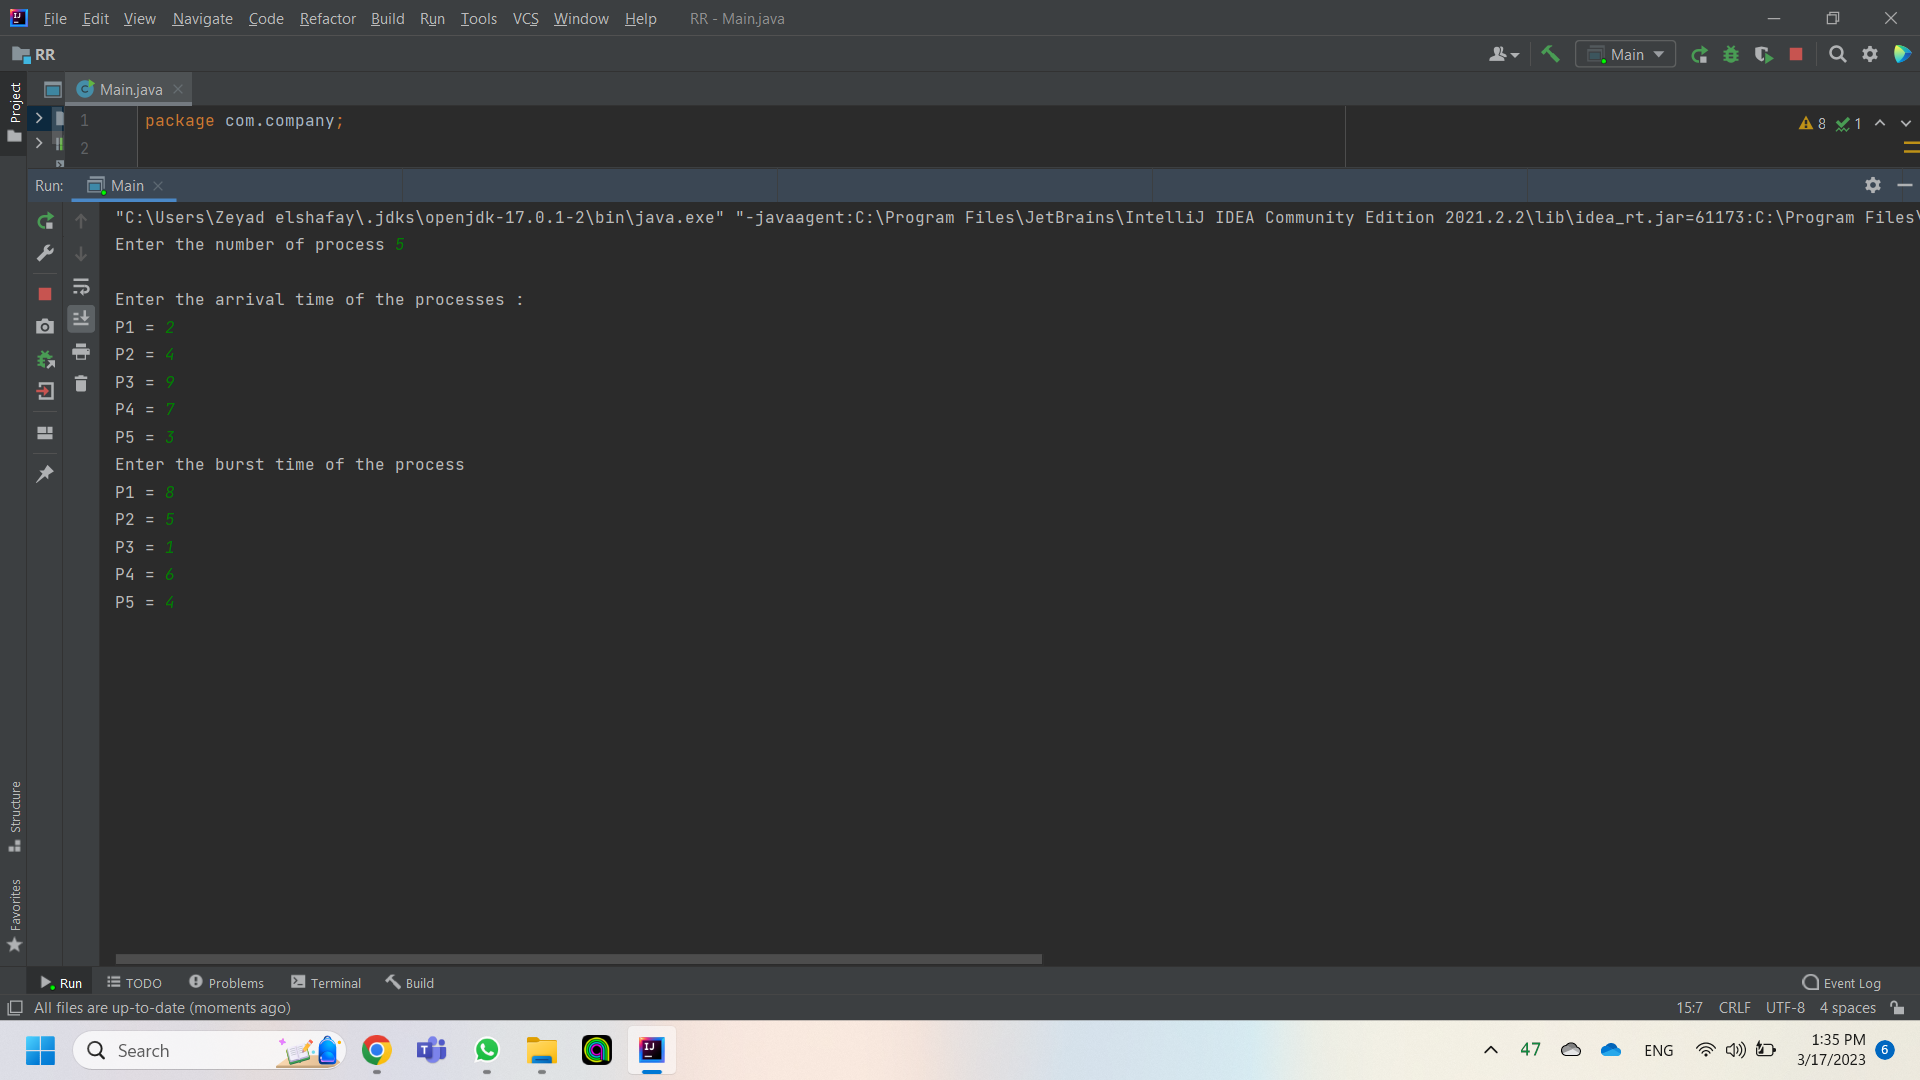 File Edit View Navigate Code Refactor Build Run Tools VCS Window Help RR - Main.java
RR
Main
Project
Main.java
1 package com.company;
8 1
2
Run: Main
"C:\Users\Zeyad elshafay\.jdks\openjdk-17.0.1-2\bin\java.exe" "-javaagent:C:\Program Files\JetBrains\IntelliJ IDEA Community Edition 2021.2.2\lib\idea_rt.jar=61173:C:\Program Files\
Enter the number of process 5
Enter the arrival time of the processes :
P1 = 2
P2 = 4
P3 = 9
P4 = 7
P5 = 3
Enter the burst time of the process
P1 = 8
P2 = 5
P3 = 1
P4 = 6
P5 = 4
Structure
Favorites
Run TODO Problems Terminal Build Event Log
All files are up-to-date (moments ago) 15:7 CRLF UTF-8 4 spaces
Search
47 ENG 1:35 PM
3/17/2023 6